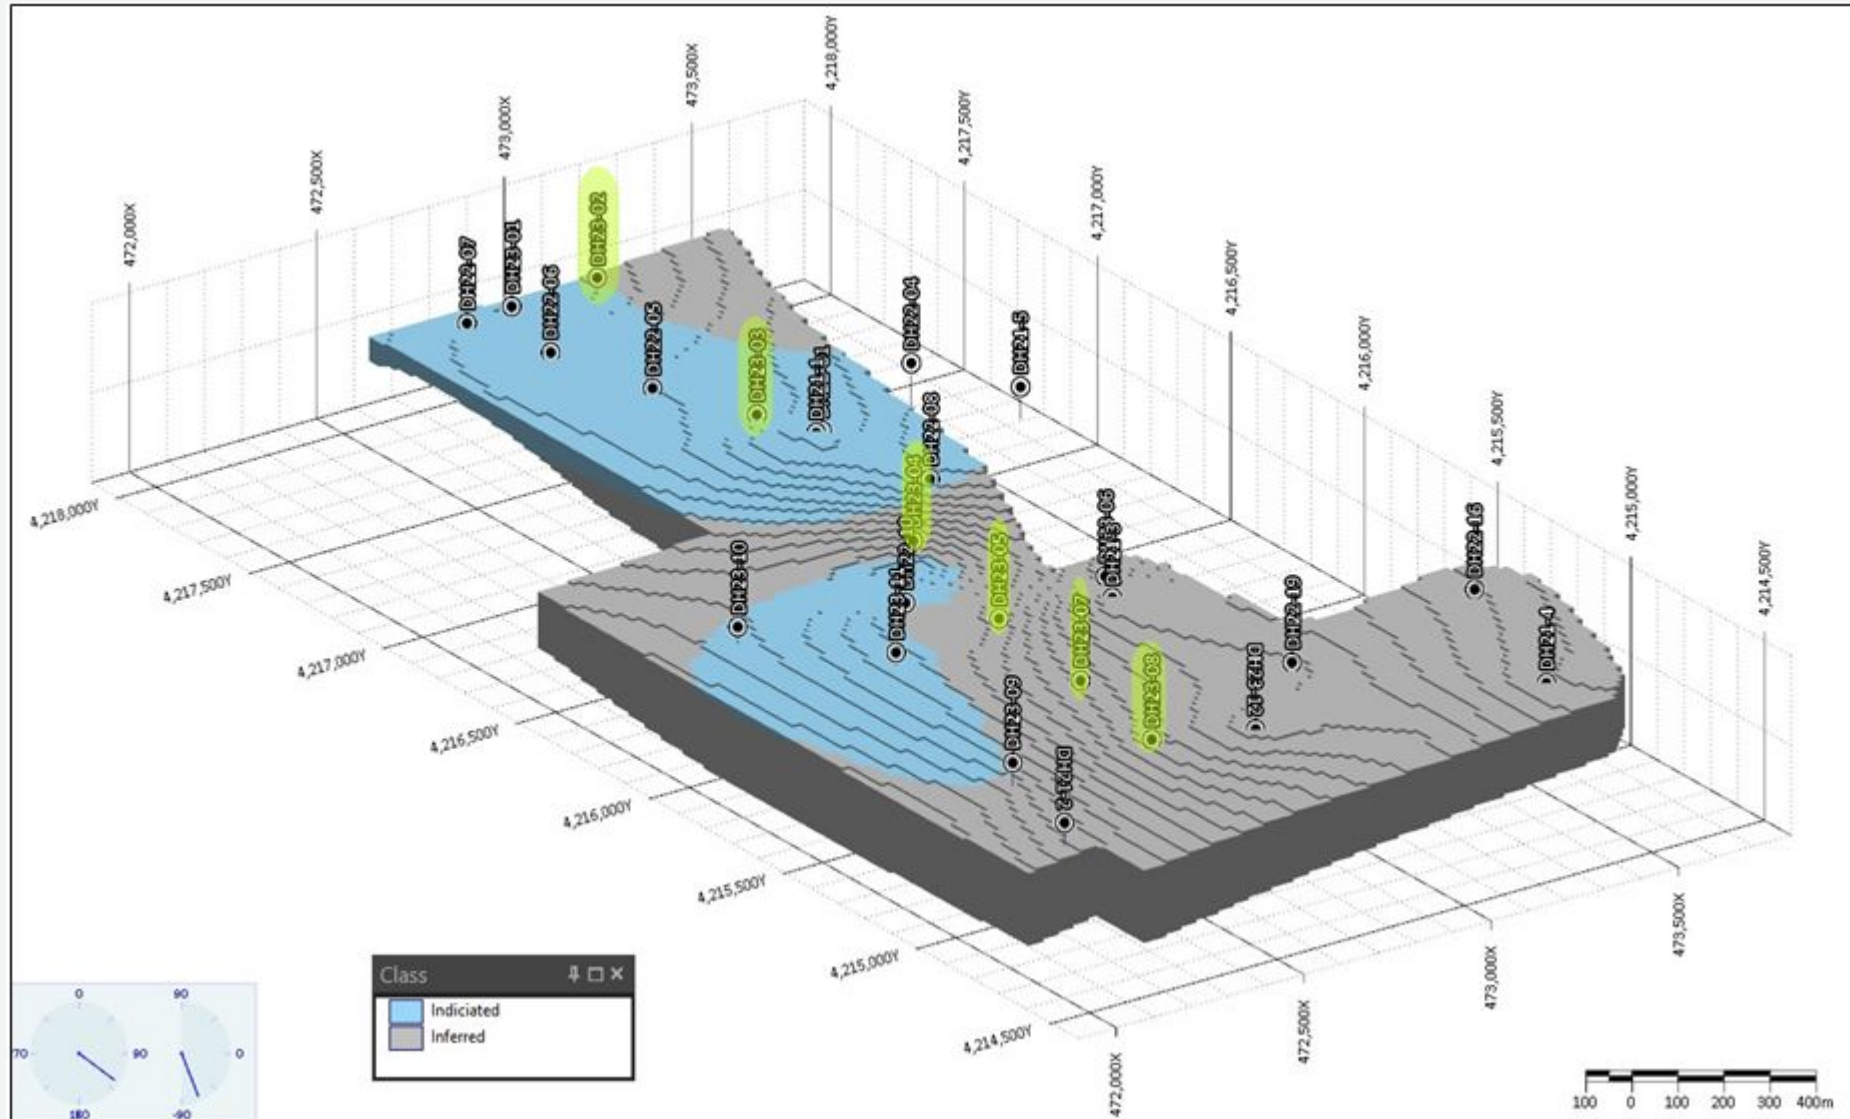 4,218,000Y
473,500X
4,217,500Y
473,000X
4,217,000Y
472,500X
472,000X
4,216,500Y
4,216,000Y
4,215,500Y
4,215,000Y
4,214,500Y
DH23-02
DH22-07
DH23-01
DH22-06
DH22-05
DH23-03
DH21-11
DH22-04
DH21-5
DH22-08
DH23-04
DH22
DH23-11
DH23-10
DH23-05
DH23-06
DH21-3
DH23-07
DH23-08
DH23-09
DH21-2
DH23-12
DH22-19
DH22-16
DH21-4
4,218,000Y
4,217,500Y
4,217,000Y
4,216,500Y
4,216,000Y
4,215,500Y
4,215,000Y
4,214,500Y
472,000X
472,500X
473,000X
473,500X
Class
Indiciated
Inferred
0
70
90
180
90
0
-90
100 0 100 200 300 400m